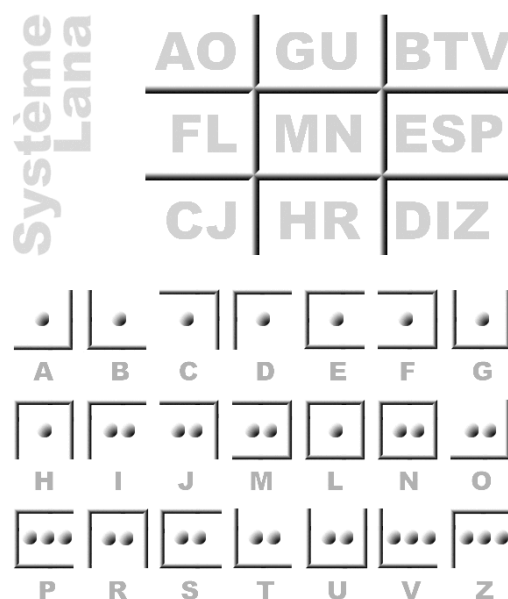 Système
Lana
AO GU BTV
FL MN ESP
CJ HR DIZ
A B C D E F G
H I J M L N O
P R S T U V Z